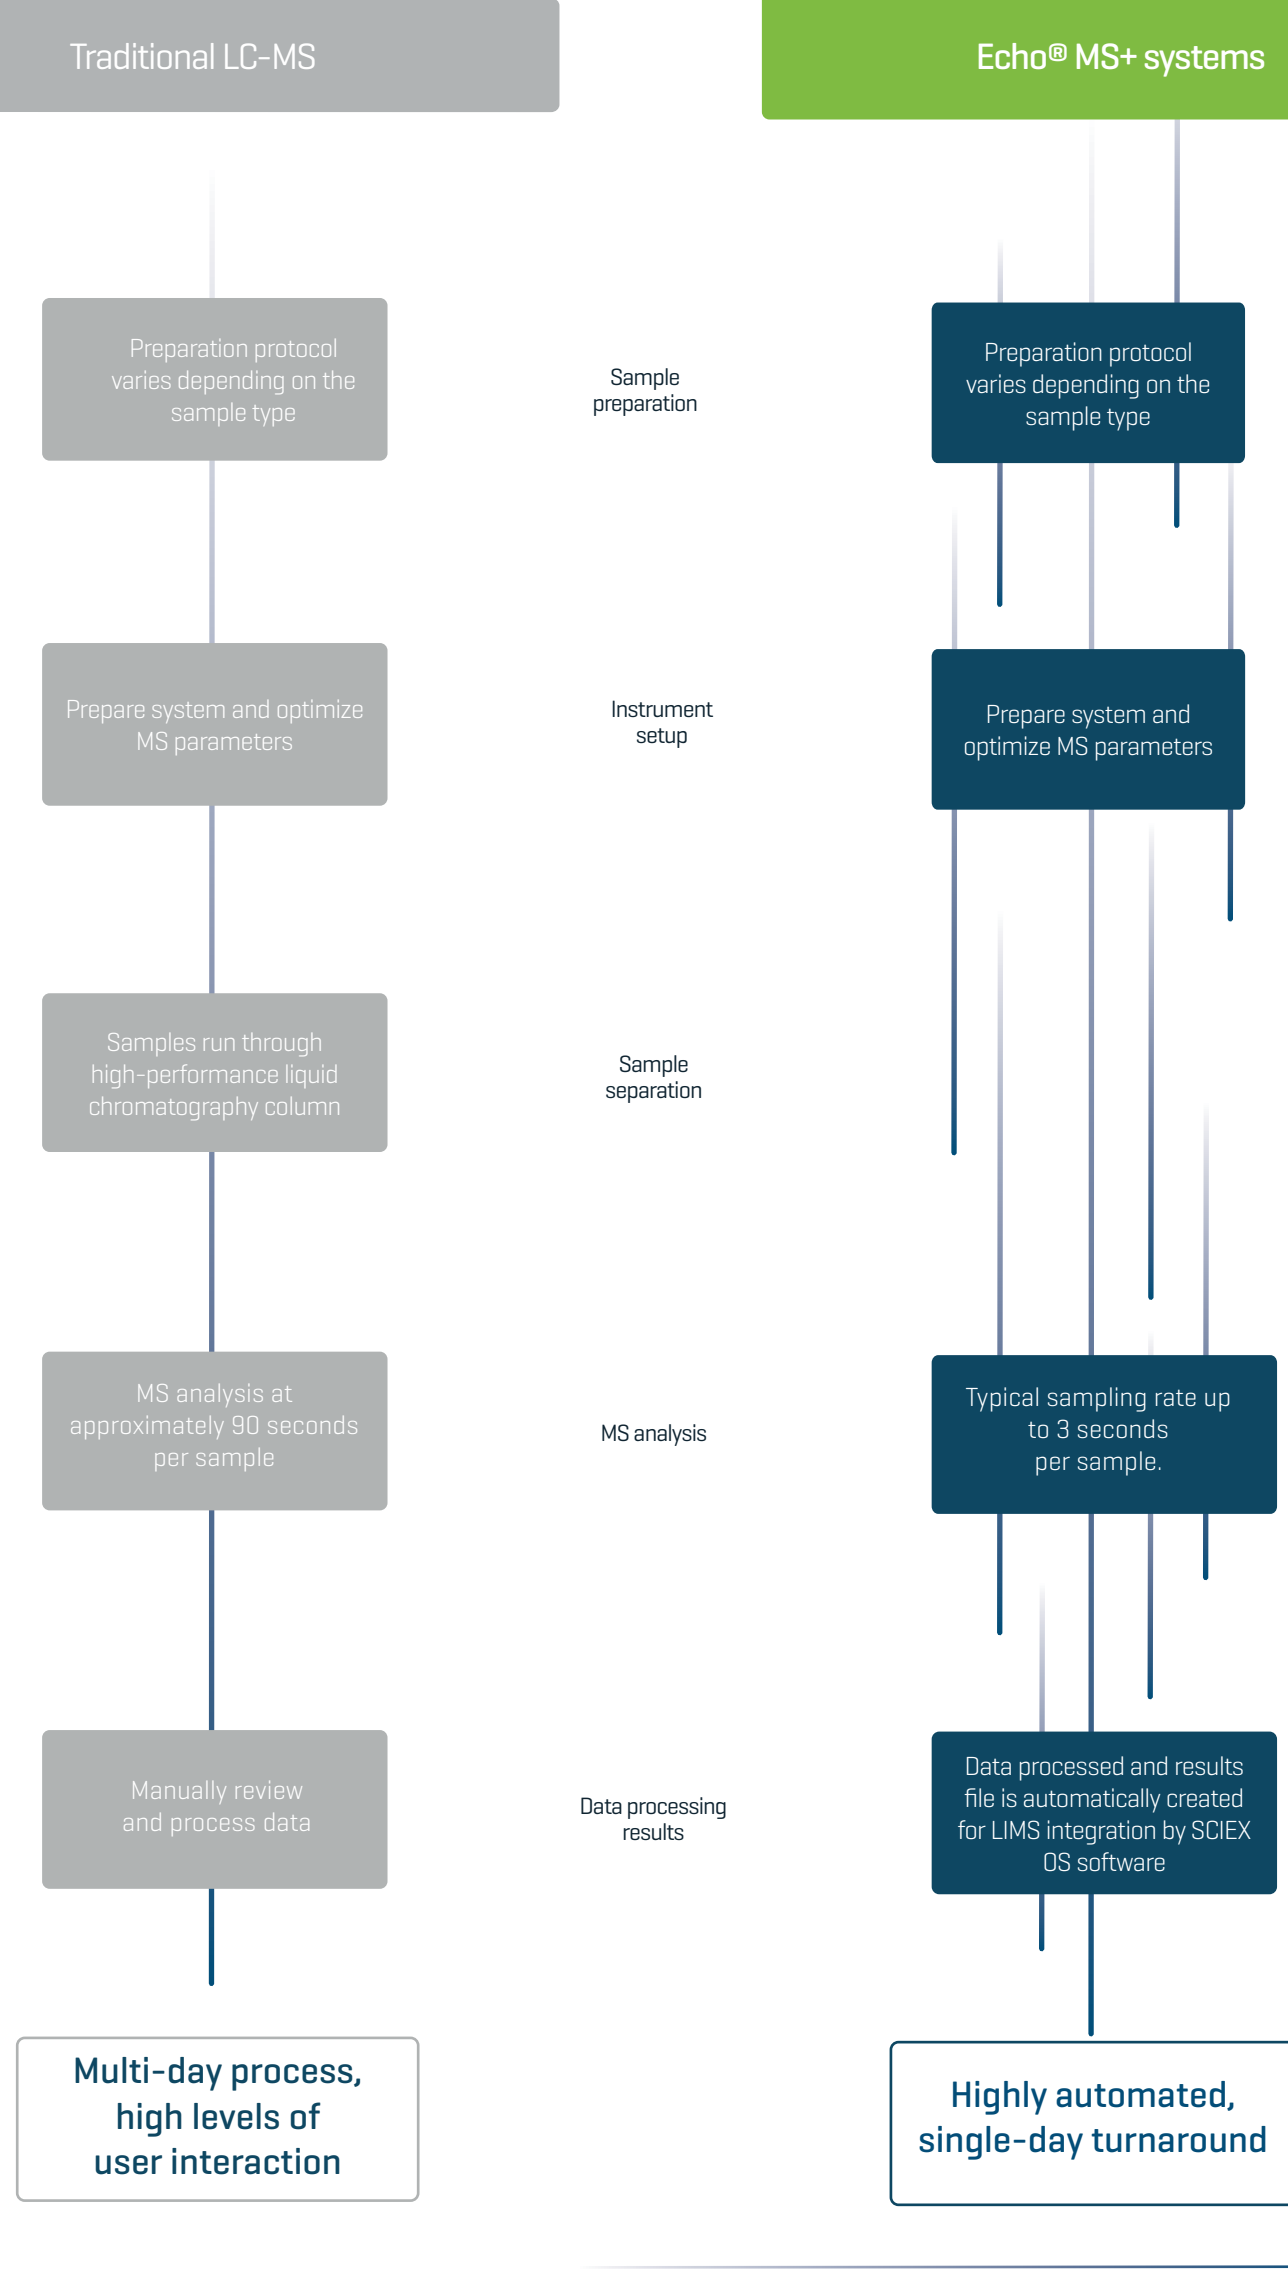 Traditional LC-MS
Echo® MS+ systems
Preparation protocol
varies depending on the
sample type
Sample
preparation
Preparation protocol
varies depending on the
sample type
Prepare system and optimize
MS parameters
Instrument
setup
Prepare system and
optimize MS parameters
Samples run through
high-performance liquid
chromatography column
Sample
separation
MS analysis at
approximately 90 seconds
per sample
MS analysis
Typical sampling rate up
to 3 seconds
per sample.
Manually review
and process data
Data processing
results
Data processed and results
file is automatically created
for LIMS integration by SCIEX
OS software
Multi-day process,
high levels of
user interaction
Highly automated,
single-day turnaround